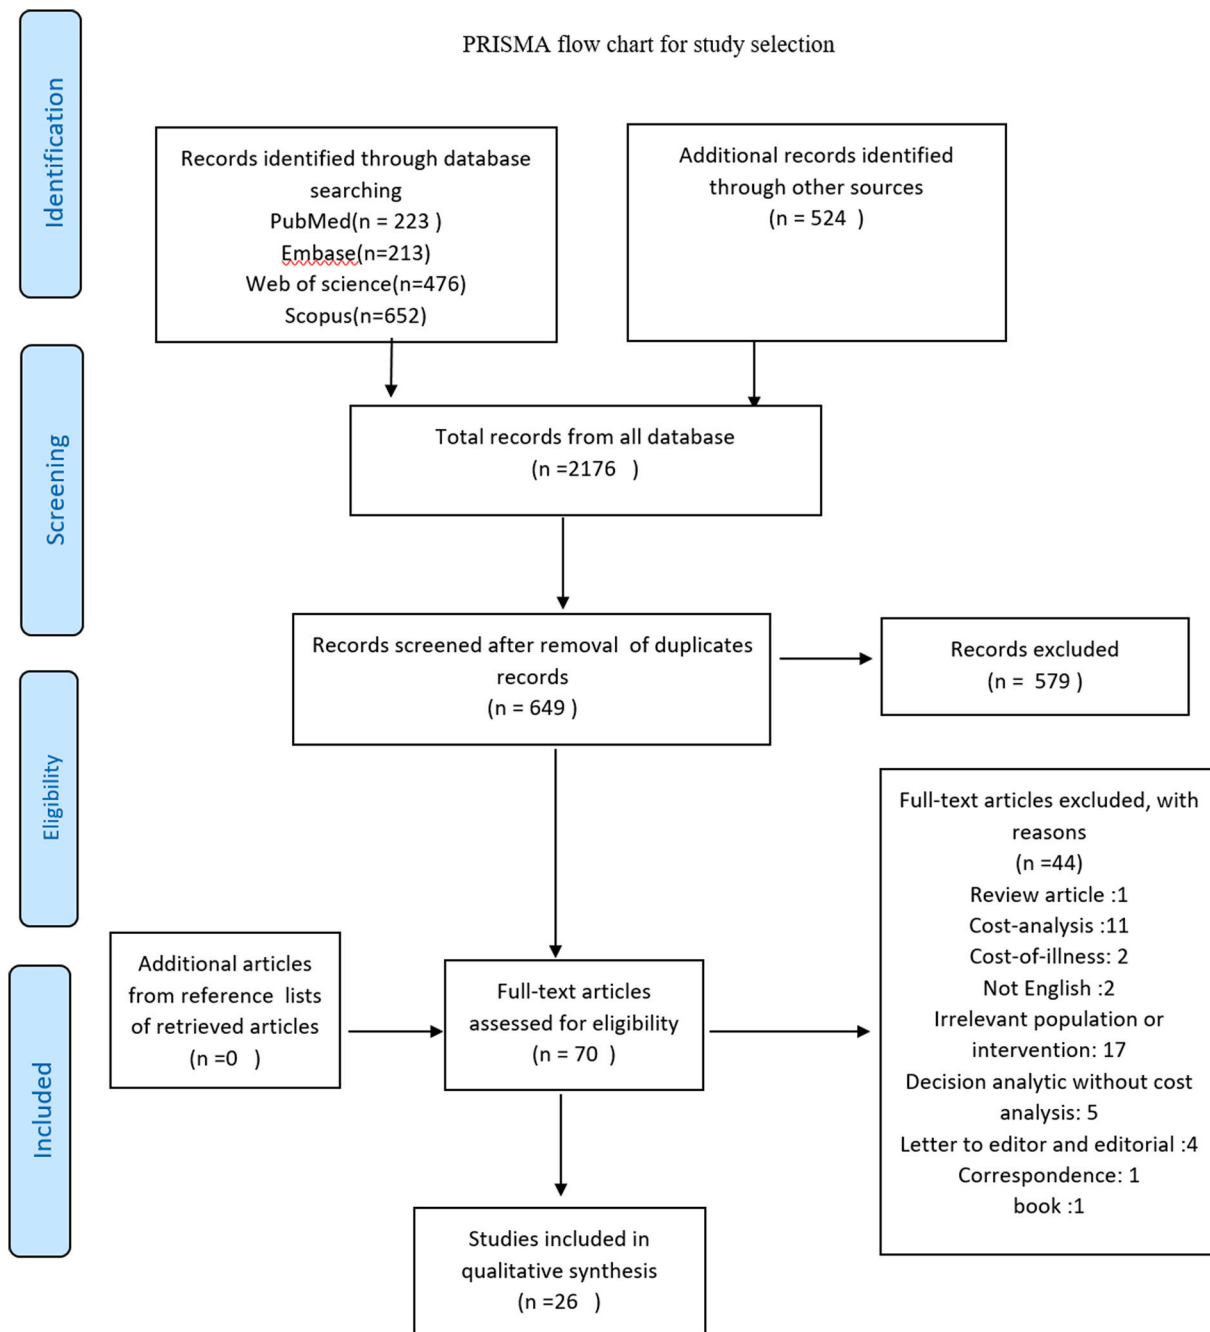 PRISMA flow chart for study selection
Identification
Records identified through database
searching
PubMed(n = 223 )
Embase(n=213)
Web of science(n=476)
Scopus(n=652)
Additional records identified
through other sources
(n = 524 )
Screening
Total records from all database
(n =2176 )
Records screened after removal of duplicates
records
(n = 649 )
Records excluded
(n = 579 )
Eligibility
Full-text articles excluded, with
reasons
(n =44)
Review article :1
Cost-analysis :11
Cost-of-illness: 2
Not English :2
Irrelevant population or
intervention: 17
Decision analytic without cost
analysis: 5
Letter to editor and editorial :4
Correspondence: 1
book :1
Additional articles
from reference lists
of retrieved articles
(n =0 )
Full-text articles
assessed for eligibility
(n = 70 )
Included
Studies included in
qualitative synthesis
(n =26 )